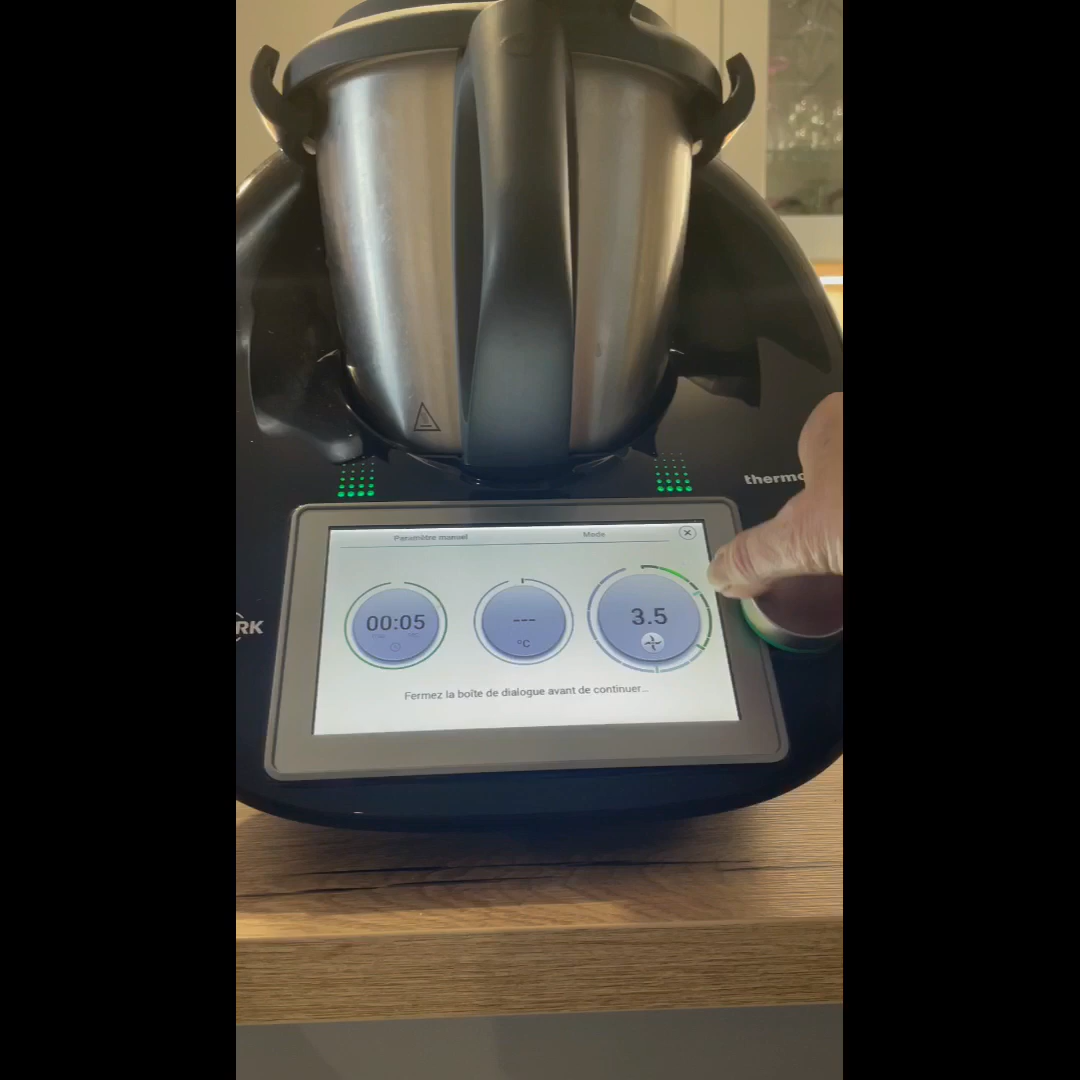 thermo
RK
Paramètre manuel
Mode
00:05
---
°C
3.5
Fermez la boîte de dialogue avant de continuer...